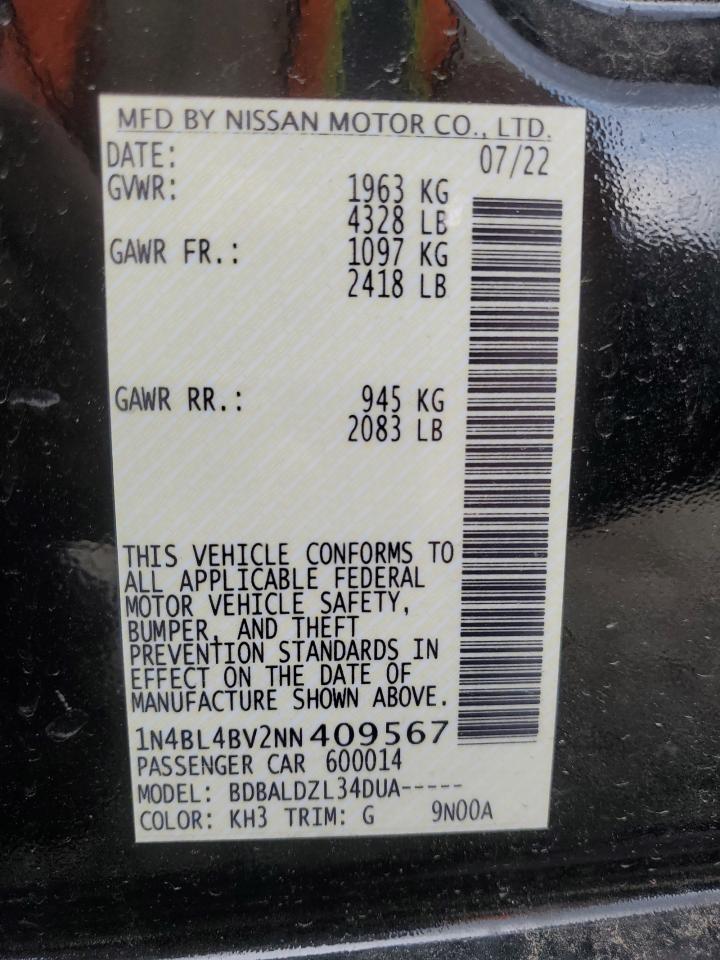 MFD BY NISSAN MOTOR CO., LTD.
DATE: 07/22
GVWR: 1963 KG
4328 LB
GAWR FR.: 1097 KG
2418 LB
GAWR RR.: 945 KG
2083 LB
THIS VEHICLE CONFORMS TO
ALL APPLICABLE FEDERAL
MOTOR VEHICLE SAFETY,
BUMPER, AND THEFT
PREVENTION STANDARDS IN
EFFECT ON THE DATE OF
MANUFACTURE SHOWN ABOVE.
1N4BL4BV2NN409567
PASSENGER CAR 600014
MODEL: BDBALDZL34DUA-----
COLOR: KH3 TRIM: G 9N00A